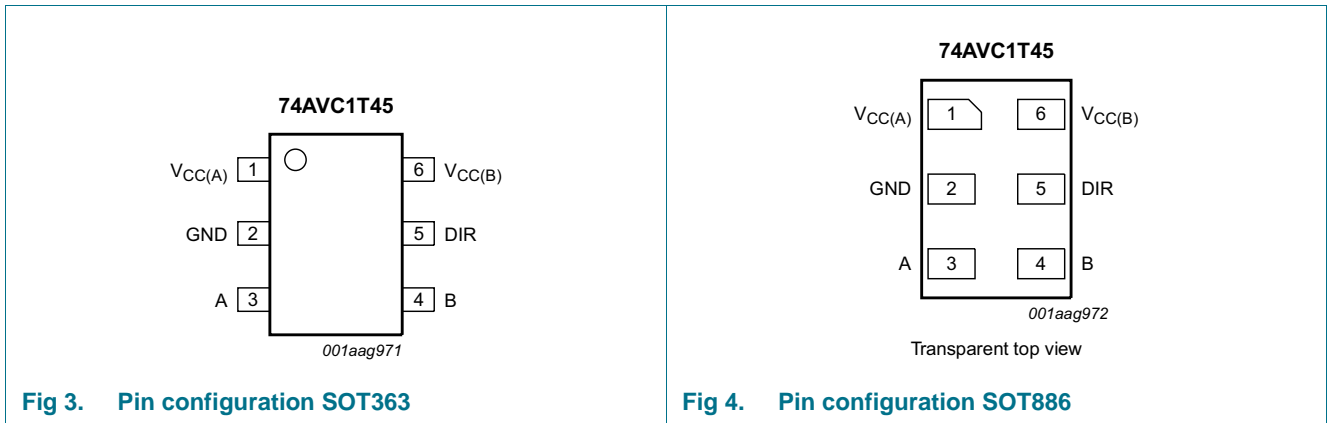 74AVC1T45
VCC(A) 1 6 VCC(B)
GND 2 5 DIR
A 3 4 B
001aag971
Fig 3. Pin configuration SOT363
74AVC1T45
VCC(A) 1 6 VCC(B)
GND 2 5 DIR
A 3 4 B
001aag972
Transparent top view
Fig 4. Pin configuration SOT886